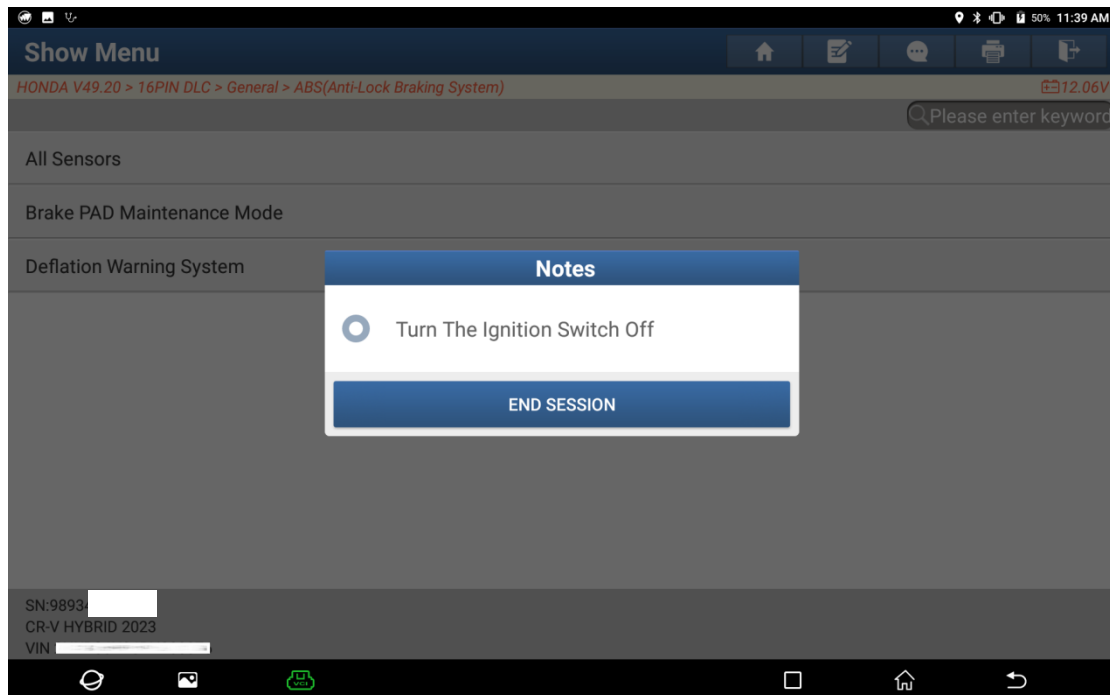 50% 11:39 AM
Show Menu
HONDA V49.20 > 16PIN DLC > General > ABS(Anti-Lock Braking System)
12.06V
Please enter keyword
All Sensors
Brake PAD Maintenance Mode
Deflation Warning System
Notes
Turn The Ignition Switch Off
END SESSION
SN:9893
CR-V HYBRID 2023
VIN
VCI